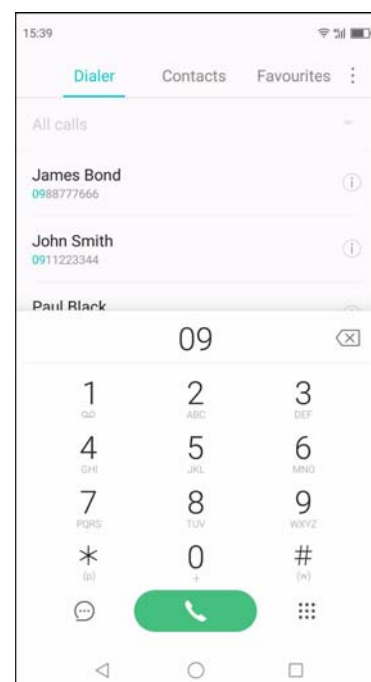 15:39
Dialer Contacts Favourites
All calls
James Bond
0988777666
John Smith
0911223344
Paul Black
09
1 2 3
ABC DEF
4 5 6
GHI JKL MNO
7 8 9
PQRS TUV WXYZ
* 0 #
(p) + (w)